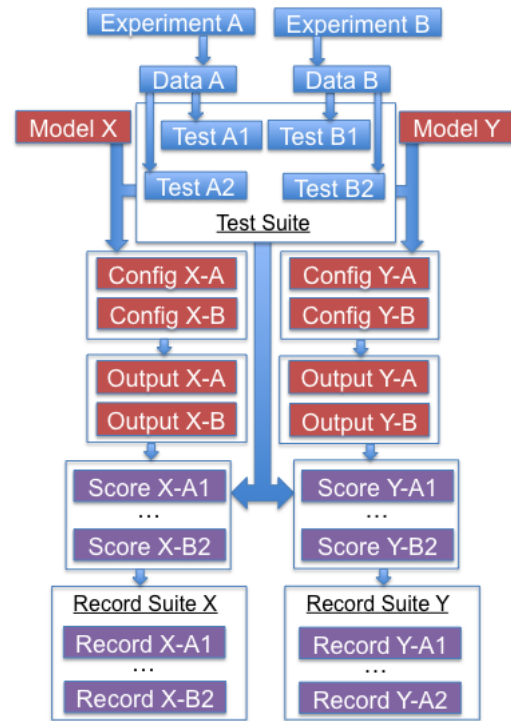 Experiment A
Experiment B
Data A
Data B
Model X
Test A1
Test B1
Model Y
Test A2
Test B2
Test Suite
Config X-A
Config Y-A
Config X-B
Config Y-B
Output X-A
Output Y-A
Output X-B
Output Y-B
Score X-A1
Score Y-A1
...
...
Score X-B2
Score Y-B2
Record Suite X
Record Suite Y
Record X-A1
Record Y-A1
...
...
Record X-B2
Record Y-A2